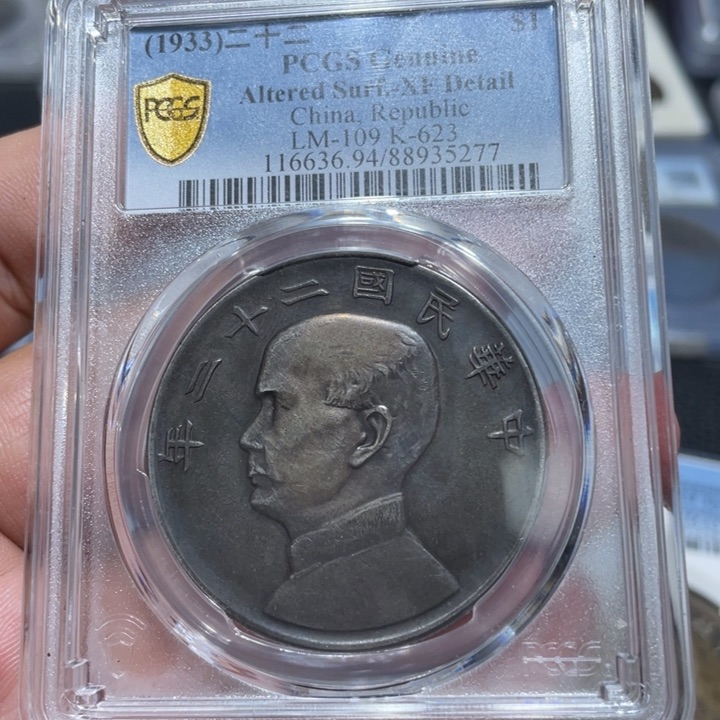 (1933)二十二 $1
PCGS Genuine
Altered Surf.-XF Detail
China, Republic
LM-109 K-623
116636.94/88935277
PCGS
中華民國二十二年
PCGS